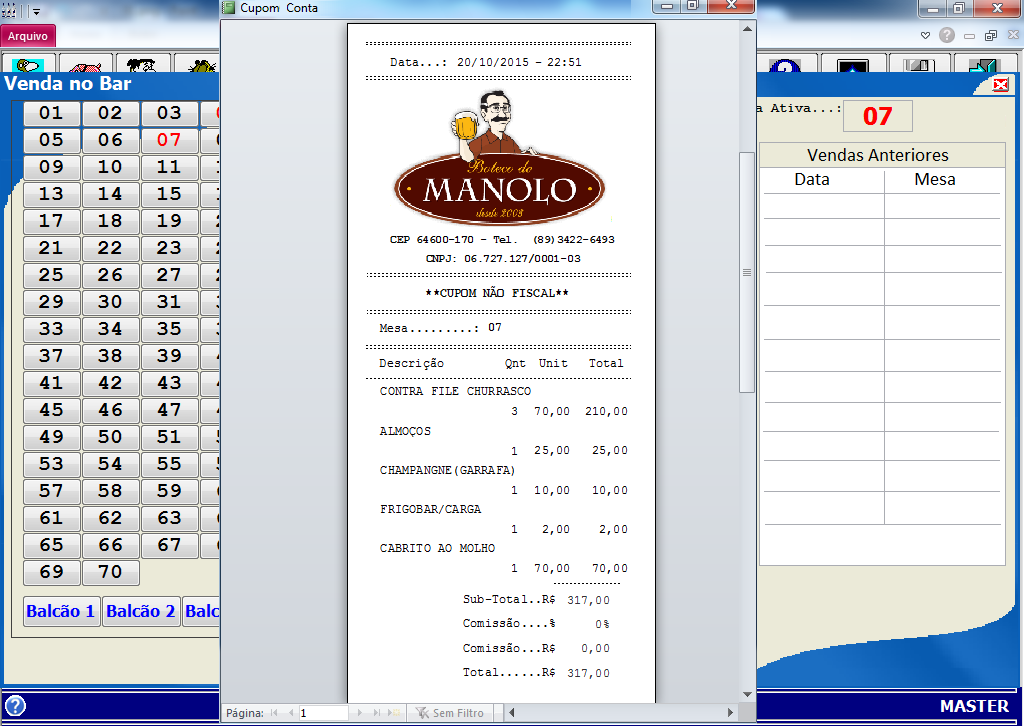 Cupom Conta
Arquivo
Venda no Bar
01 02 03
05 06 07
09 10 11
13 14 15
17 18 19
21 22 23
25 26 27
29 30 31
33 34 35
37 38 39
41 42 43
45 46 47
49 50 51
53 54 55
57 58 59
61 62 63
65 66 67
69 70
Balcão 1 Balcão 2 Balc
Data...: 20/10/2015 - 22:51
Boteco do
MANOLO
desde 2003
CEP 64600-170 - Tel. (89)3422-6493
CNPJ: 06.727.127/0001-03
**CUPOM NÃO FISCAL**
Mesa.........: 07
Descrição Qnt Unit Total
CONTRA FILE CHURRASCO
3 70,00 210,00
ALMOÇOS
1 25,00 25,00
CHAMPANGNE(GARRAFA)
1 10,00 10,00
FRIGOBAR/CARGA
1 2,00 2,00
CABRITO AO MOLHO
1 70,00 70,00
Sub-Total..R$ 317,00
Comissão....% 0%
Comissão...R$ 0,00
Total......R$ 317,00
Página: 1 Sem Filtro
a Ativa...: 07
Vendas Anteriores
Data Mesa
MASTER